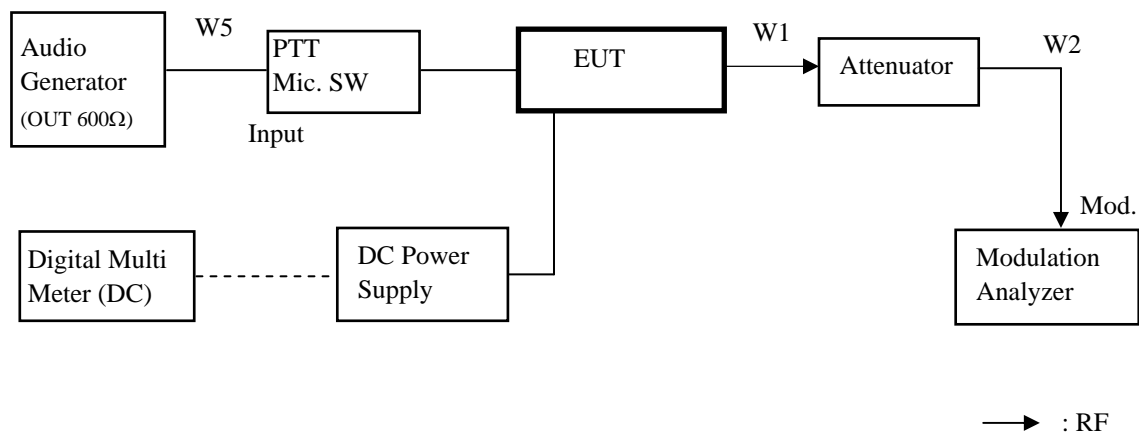 W5
Audio
Generator
(OUT 600Ω)
PTT
Mic. SW
Input
EUT
W1
Attenuator
W2
Digital Multi
Meter (DC)
DC Power
Supply
Mod.
Modulation
Analyzer
: RF